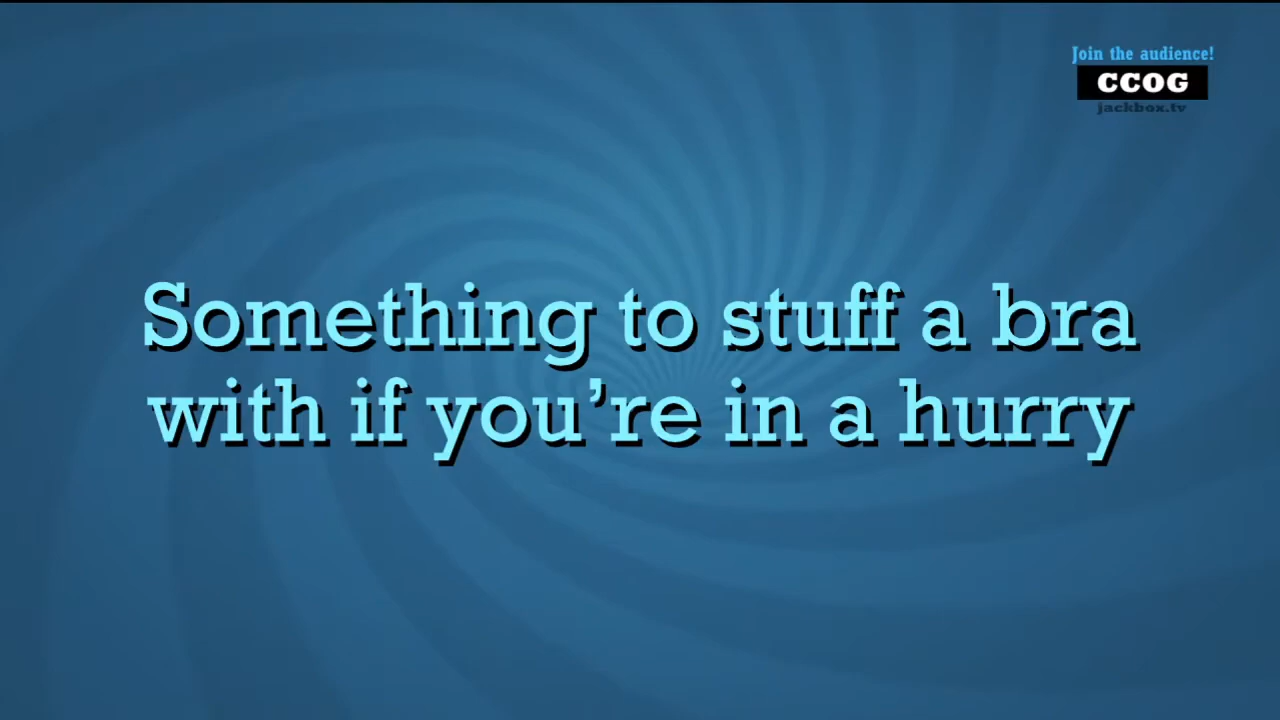 Join the audience!
CCOG
jackbox.tv
Something to stuff a bra
with if you’re in a hurry